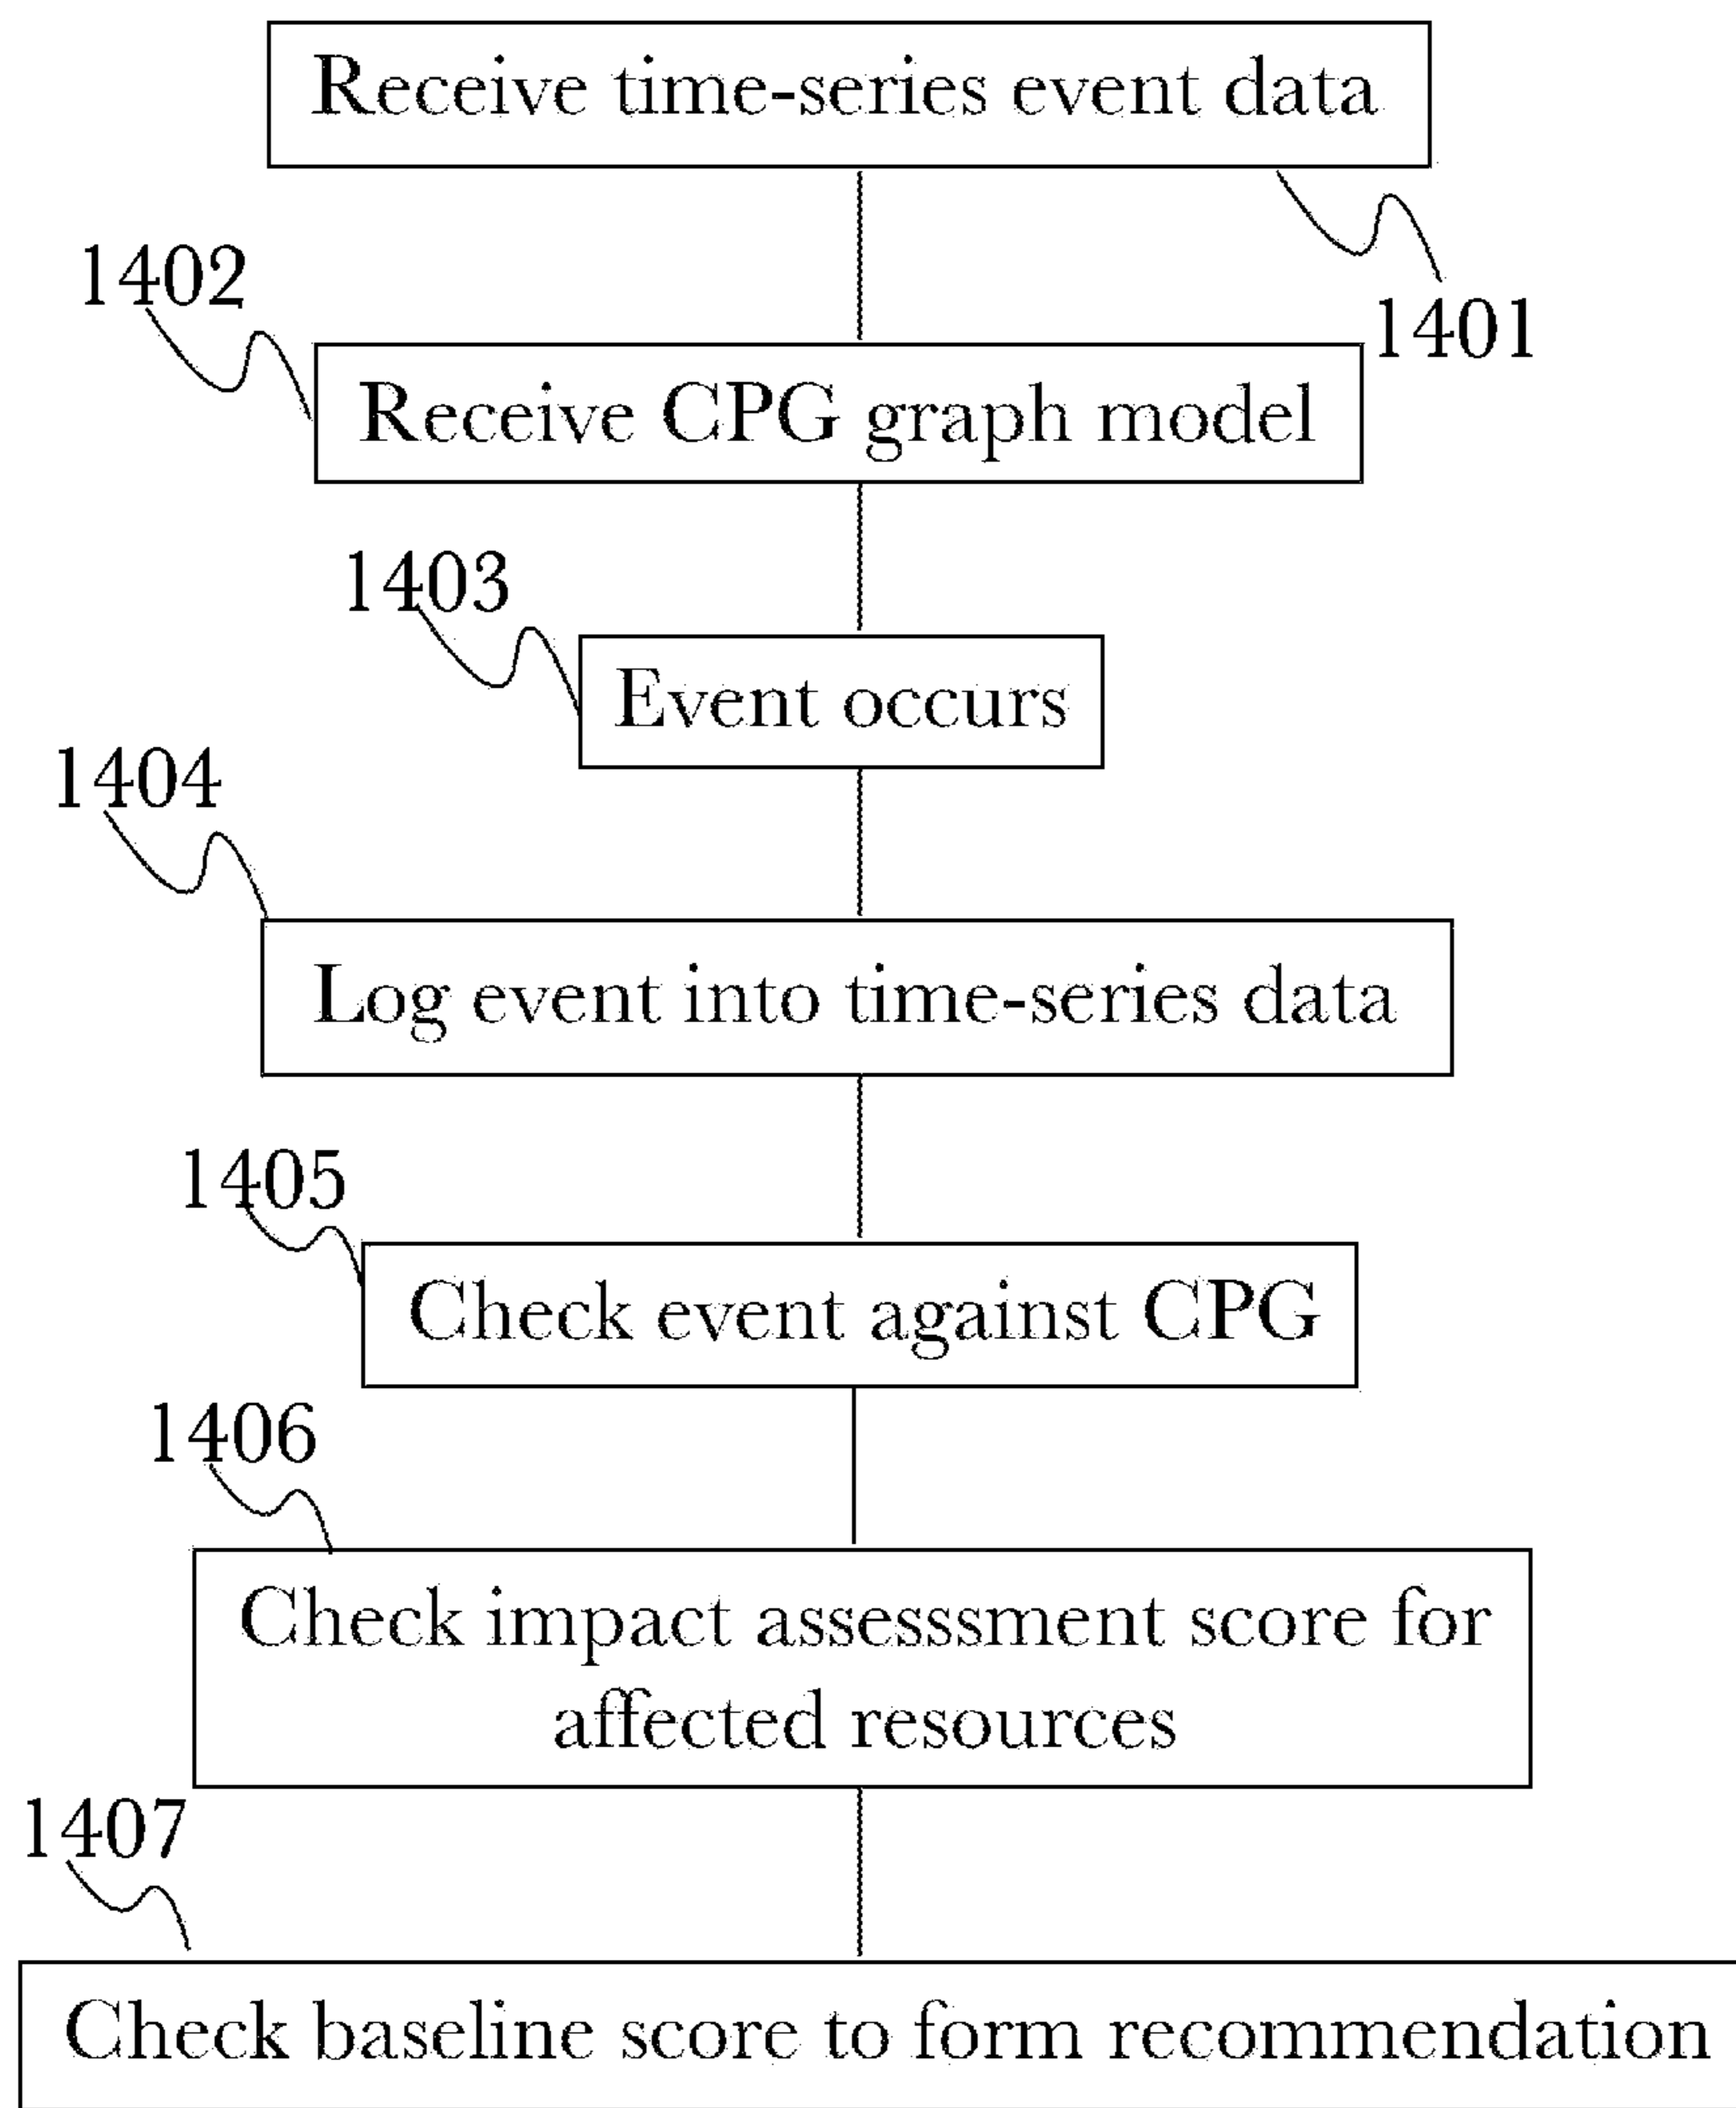 Receive time-series event data
1401
1402
Receive CPG graph model
1403
Event occurs
1404
Log event into time-series data
1405
Check event against CPG
1406
Check impact assesssment score for
affected resources
1407
Check baseline score to form recommendation